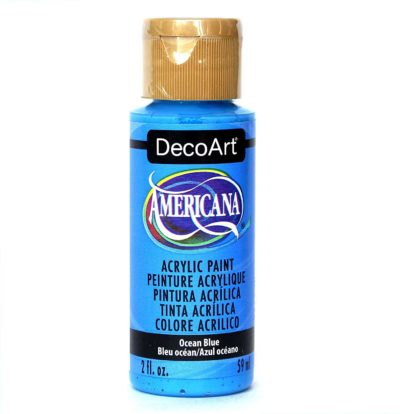 DecoArt®
AMERICANA
ACRYLIC PAINT
PEINTURE ACRYLIQUE
PINTURA ACRÍLICA
TINTA ACRÍLICA
COLORE ACRILICO
Ocean Blue
Bleu océan/Azul océano
2 fl. oz. 59 ml